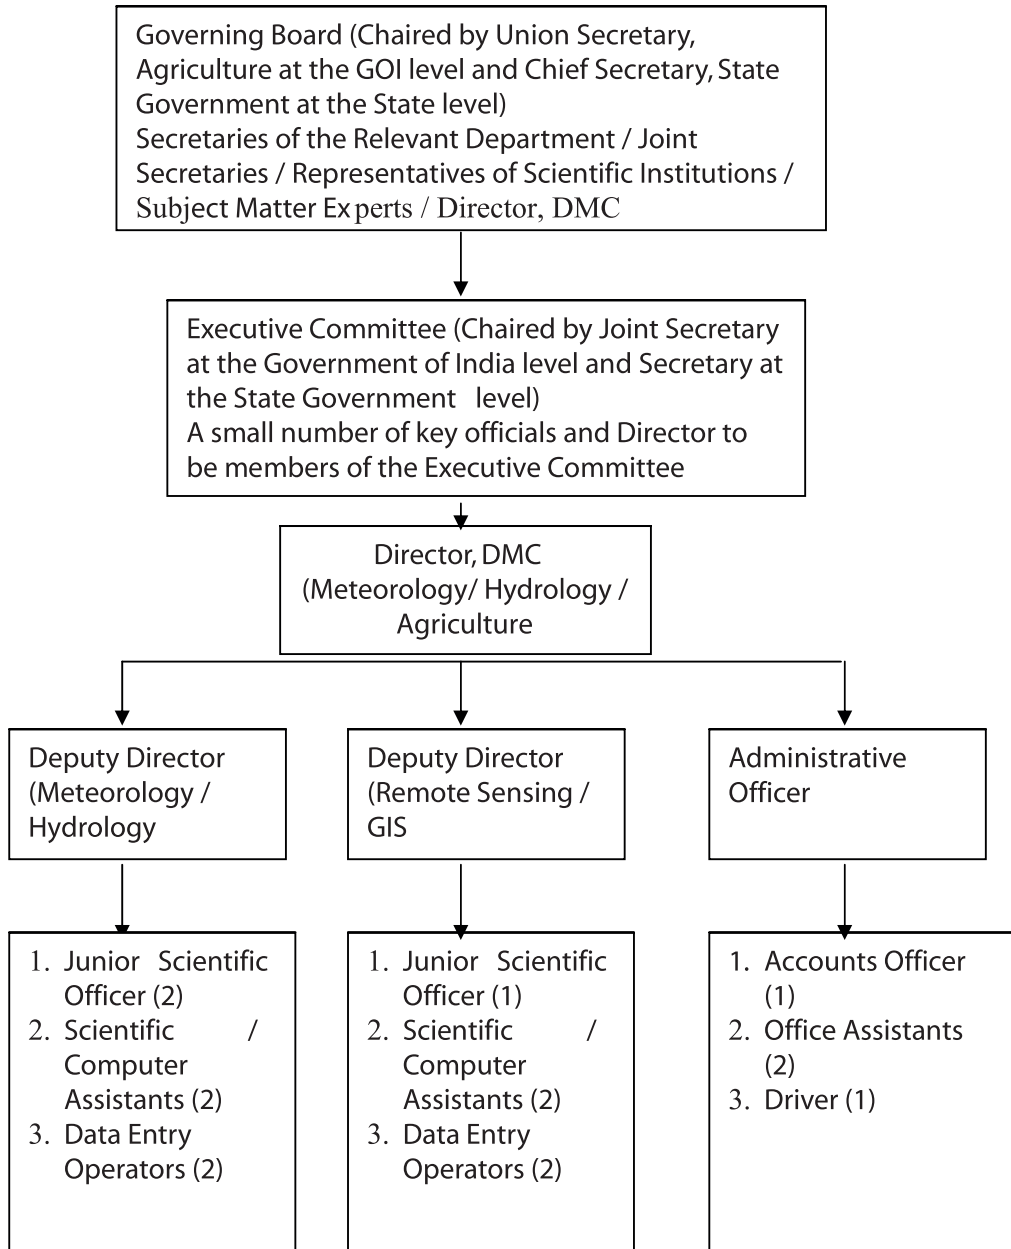 Governing Board (Chaired by Union Secretary,
Agriculture at the GOI level and Chief Secretary, State
Government at the State level)
Secretaries of the Relevant Department / Joint
Secretaries / Representatives of Scientific Institutions /
Subject Matter Experts / Director, DMC
Executive Committee (Chaired by Joint Secretary
at the Government of India level and Secretary at
the State Government level)
A small number of key officials and Director to
be members of the Executive Committee
Director, DMC
(Meteorology/ Hydrology /
Agriculture
Deputy Director
(Meteorology /
Hydrology
Deputy Director
(Remote Sensing /
GIS
Administrative
Officer
1. Junior Scientific
Officer (2)
2. Scientific /
Computer
Assistants (2)
3. Data Entry
Operators (2)
1. Junior Scientific
Officer (1)
2. Scientific /
Computer
Assistants (2)
3. Data Entry
Operators (2)
1. Accounts Officer
(1)
2. Office Assistants
(2)
3. Driver (1)